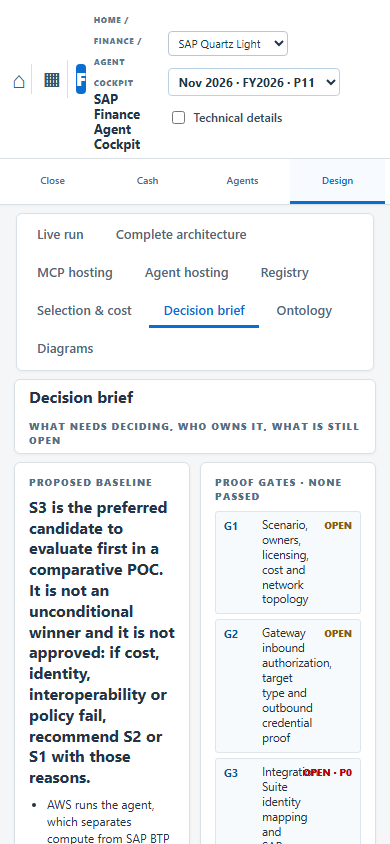 HOME /
FINANCE /
AGENT
COCKPIT
SAP
Finance
Agent
Cockpit
F
SAP Quartz Light
Nov 2026 · FY2026 · P11
Technical details
Close
Cash
Agents
Design
Live run
Complete architecture
MCP hosting
Agent hosting
Registry
Selection & cost
Decision brief
Ontology
Diagrams
Decision brief
WHAT NEEDS DECIDING, WHO OWNS IT, WHAT IS STILL
OPEN
PROPOSED BASELINE
S3 is the preferred
candidate to
evaluate first in a
comparative POC.
It is not an
unconditional
winner and it is not
approved: if cost,
identity,
interoperability or
policy fail,
recommend S2 or
S1 with those
reasons.
• AWS runs the agent,
which separates
compute from SAP BTP
PROOF GATES · NONE
PASSED
G1
Scenario,
owners,
licensing,
cost and
network
topology
OPEN
G2
Gateway
inbound
authorization,
target
type and
outbound
credential
proof
OPEN
G3
Integration
Suite
identity
mapping
and
OPEN · P0